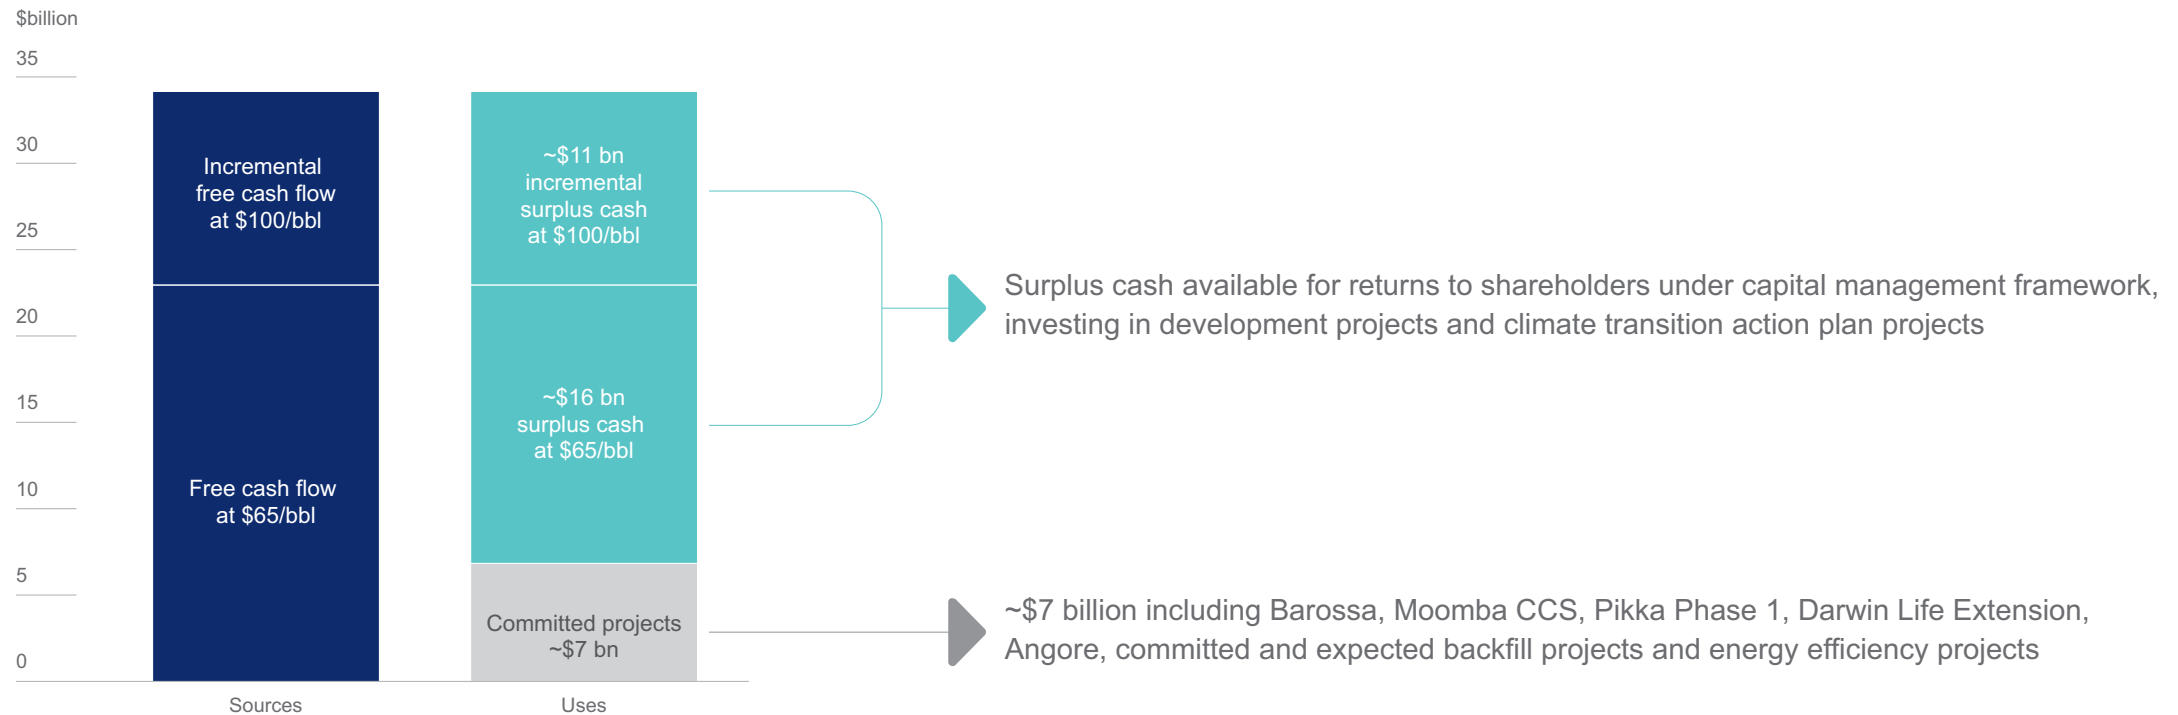 $billion
35
30
25
20
15
10
5
0
Incremental
free cash flow
at $100/bbl
Free cash flow
at $65/bbl
Sources
~$11 bn
incremental
surplus cash
at $100/bbl
~$16 bn
surplus cash
at $65/bbl
Committed projects
~$7 bn
Uses
Surplus cash available for returns to shareholders under capital management framework,
investing in development projects and climate transition action plan projects
~$7 billion including Barossa, Moomba CCS, Pikka Phase 1, Darwin Life Extension,
Angore, committed and expected backfill projects and energy efficiency projects